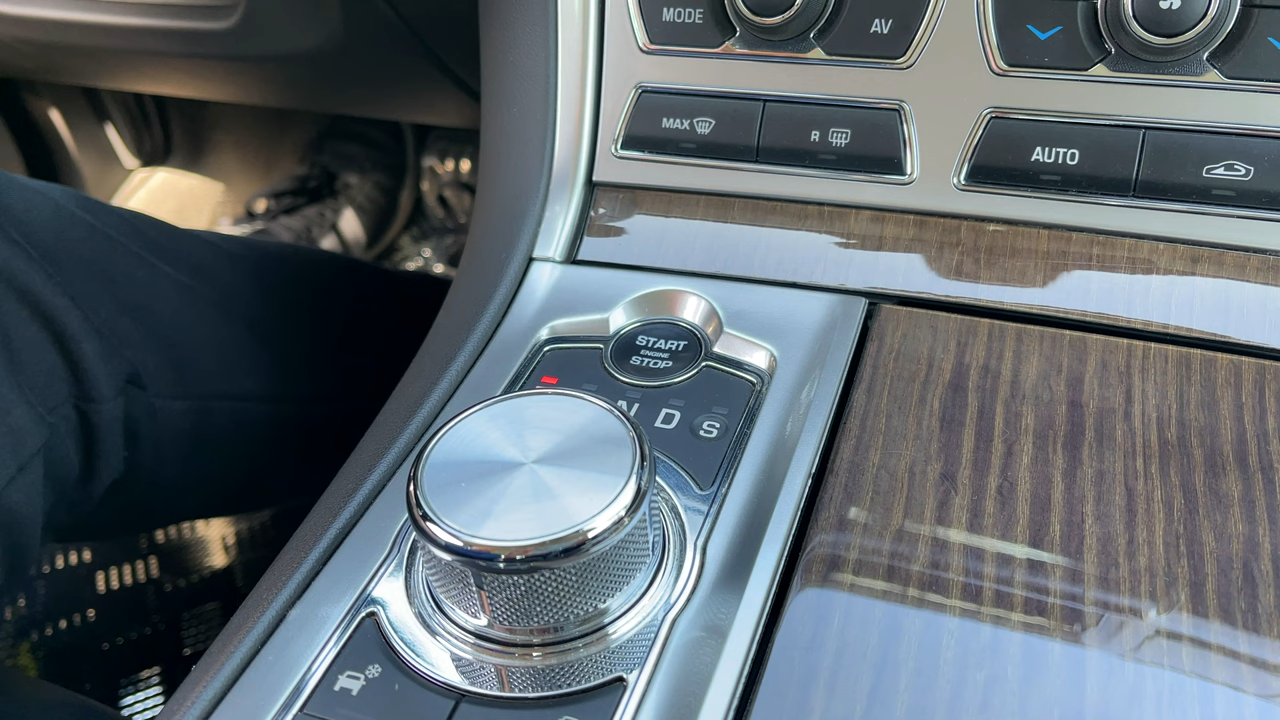 MODE
AV
MAX
R
AUTO
START
ENGINE
STOP
N D S